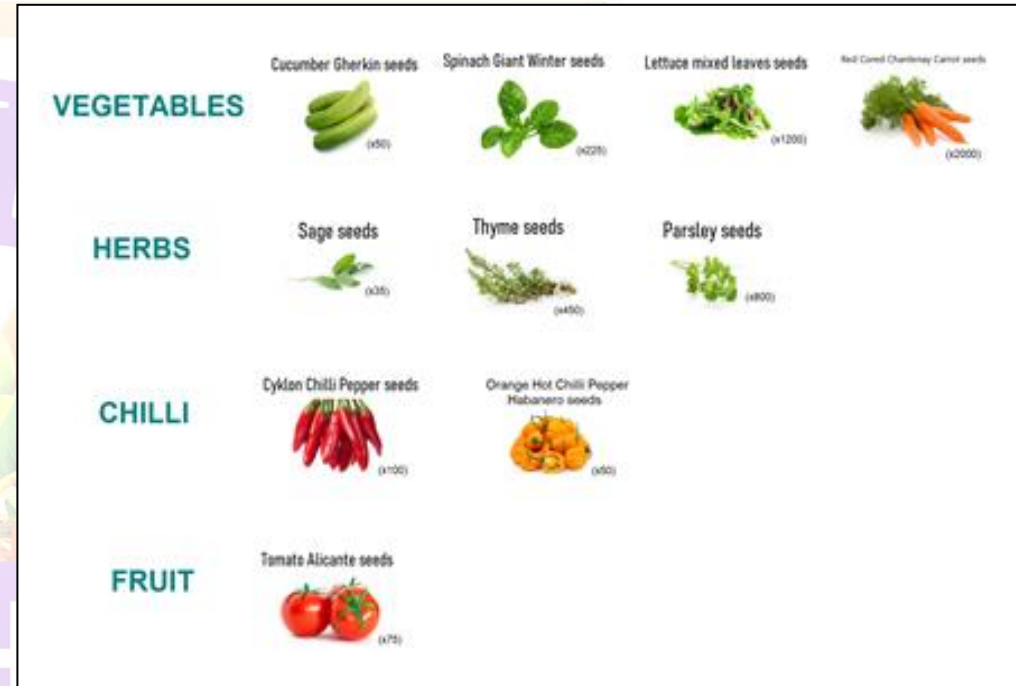 Cucumber Gherkin seeds
Spinach Giant Winter seeds
Lettuce mixed leaves seeds
Red Cored Chantenay Carrot seeds
VEGETABLES
(x50)
(x225)
(x1200)
(x2000)
HERBS
Sage seeds
Thyme seeds
Parsley seeds
(x35)
(x450)
(x800)
CHILLI
Cyklon Chilli Pepper seeds
Orange Hot Chilli Pepper
Habanero seeds
(x100)
(x50)
FRUIT
Tomato Alicante seeds
(x75)